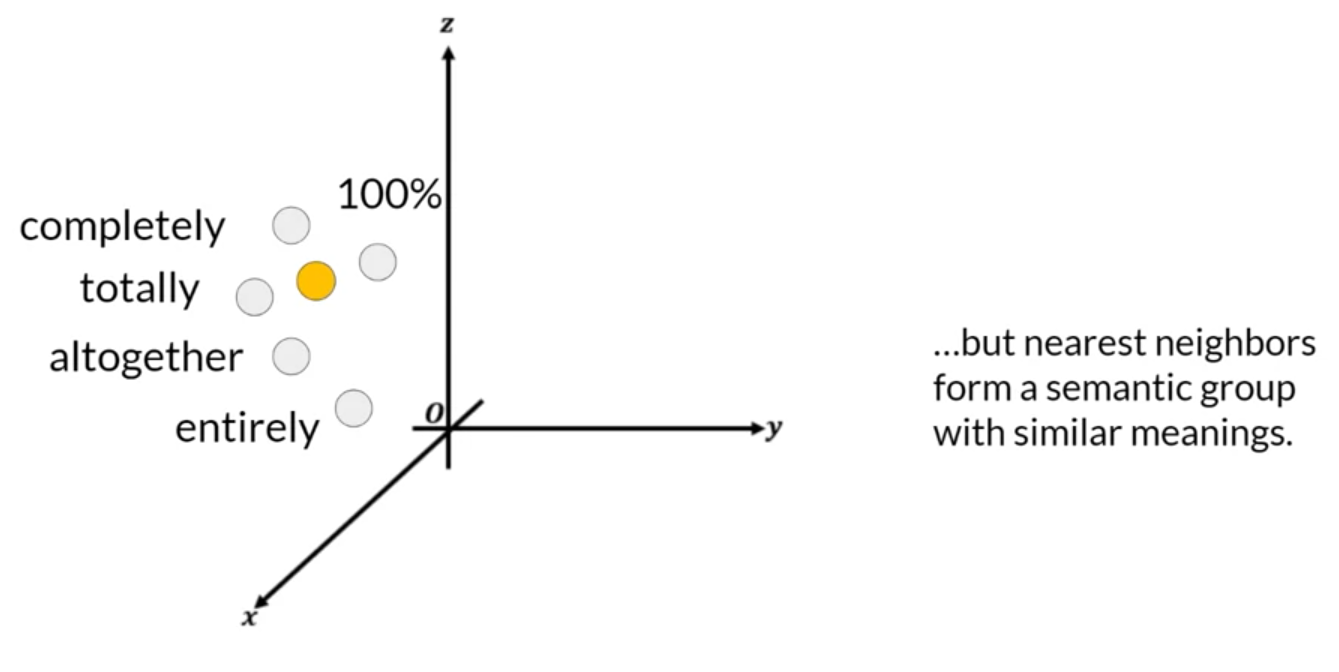 z
100%
completely
totally
altogether
entirely
O
y
x
...but nearest neighbors
form a semantic group
with similar meanings.